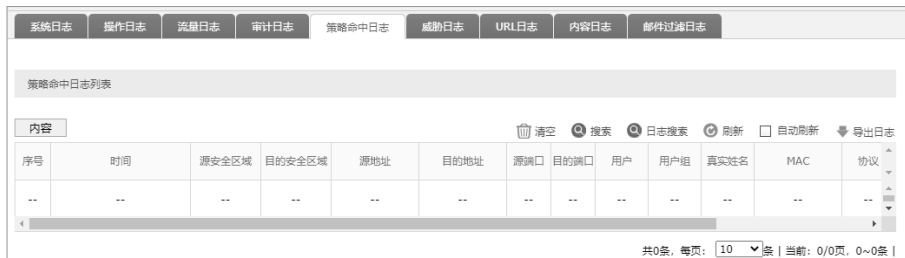 系统日志 操作日志 流量日志 审计日志 策略命中日志 威胁日志 URL日志 内容日志 邮件过滤日志
策略命中日志列表
内容 清空 搜索 日志搜索 刷新 自动刷新 导出日志
序号 时间 源安全区域 目的安全区域 源地址 目的地址 源端口 目的端口 用户 用户组 真实姓名 MAC 协议
-- -- -- -- -- -- -- -- -- -- -- -- --
共0条, 每页: 10 条 | 当前: 0/0页, 0~0条 |